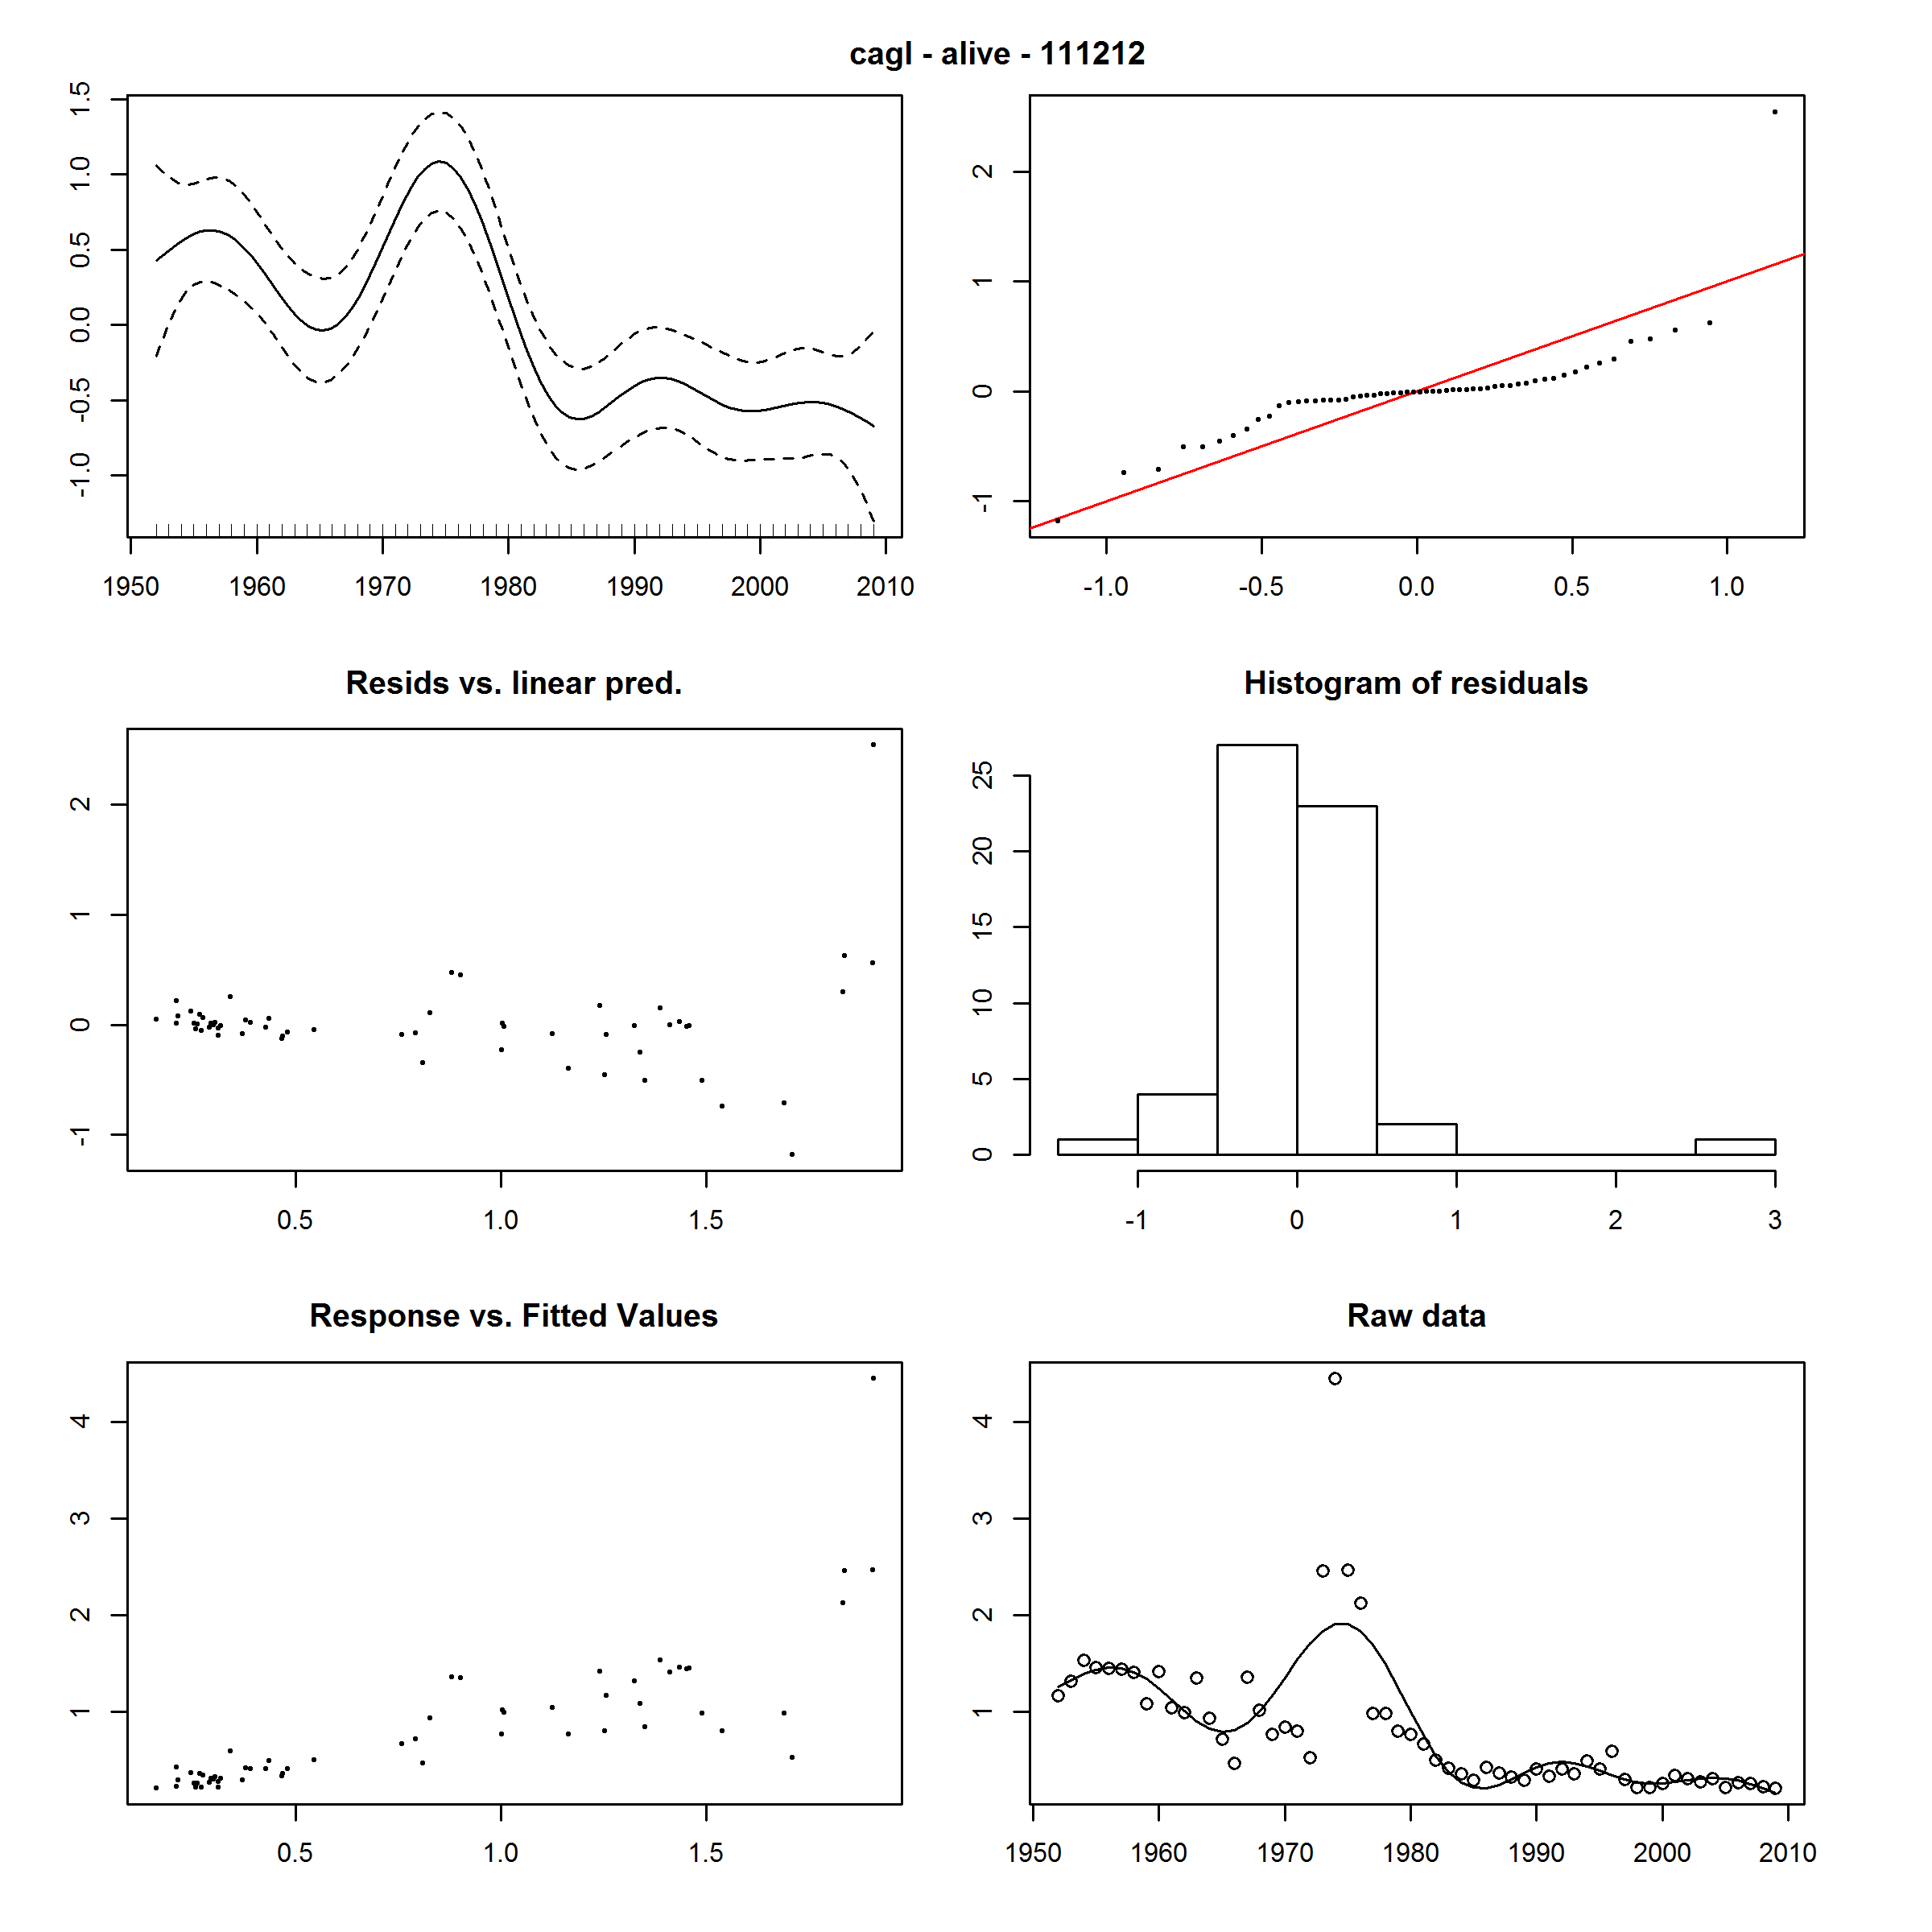 cagl - alive - 111212
1.5
1.0
0.5
0.0
-0.5
-1.0
1950 1960 1970 1980 1990 2000 2010
2
1
0
-1
-1.0 -0.5 0.0 0.5 1.0
Resids vs. linear pred.
2
1
0
-1
0.5 1.0 1.5
Histogram of residuals
25
20
15
10
5
0
-1 0 1 2 3
Response vs. Fitted Values
4
3
2
1
0.5 1.0 1.5
Raw data
4
3
2
1
1950 1960 1970 1980 1990 2000 2010